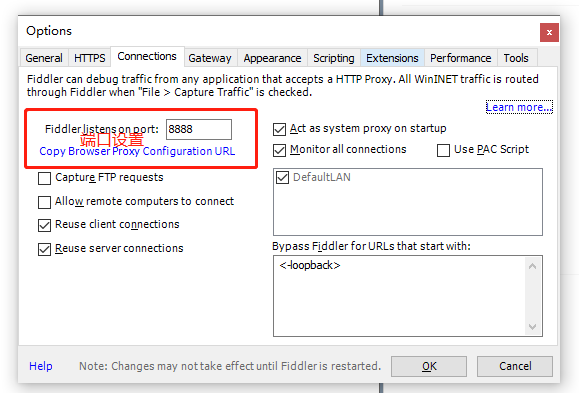 Options
x
General HTTPS Connections Gateway Appearance Scripting Extensions Performance Tools
Fiddler can debug traffic from any application that accepts a HTTP Proxy. All WinINET traffic is routed
through Fiddler when "File > Capture Traffic" is checked.
Learn more...
Fiddler listens on port: 8888
端口设置
Copy Browser Proxy Configuration URL
Capture FTP requests
Allow remote computers to connect
Reuse client connections
Reuse server connections
Act as system proxy on startup
Monitor all connections Use PAC Script
DefaultLAN
Bypass Fiddler for URLs that start with:
<-loopback>
Help Note: Changes may not take effect until Fiddler is restarted. OK Cancel